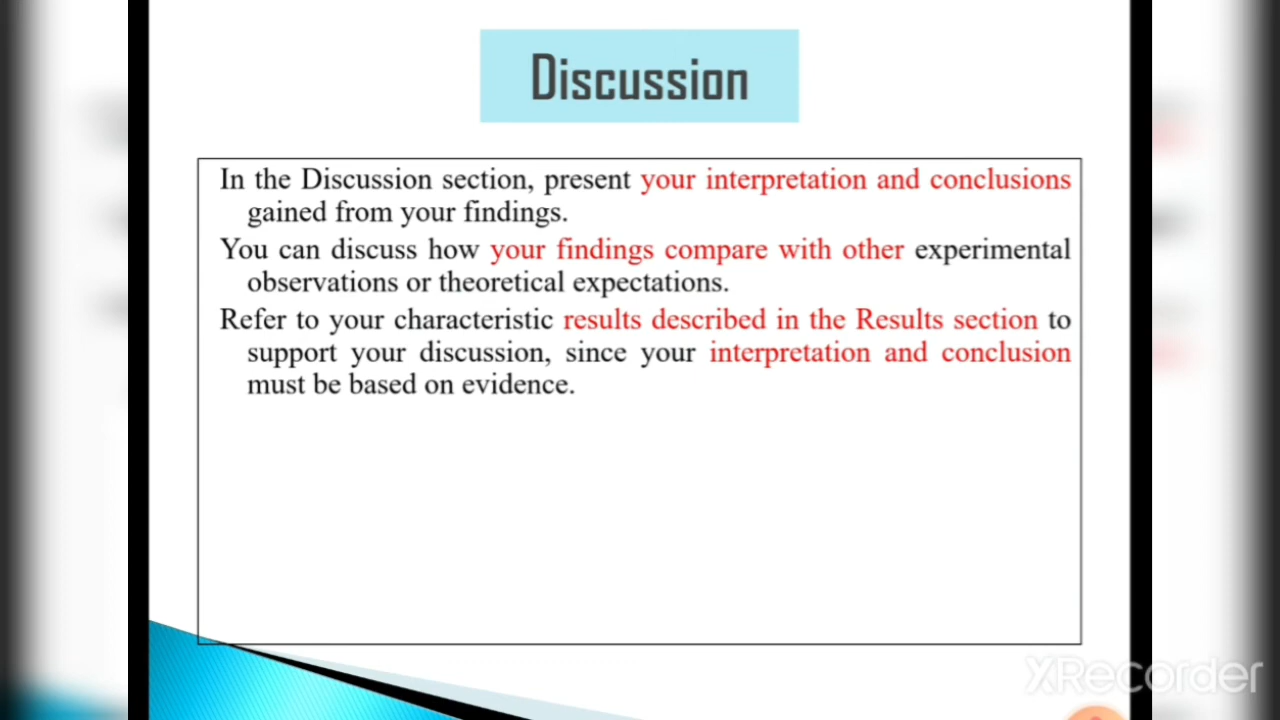 Discussion
In the Discussion section, present your interpretation and conclusions
gained from your findings.
You can discuss how your findings compare with other experimental
observations or theoretical expectations.
Refer to your characteristic results described in the Results section to
support your discussion, since your interpretation and conclusion
must be based on evidence.
XRecorder